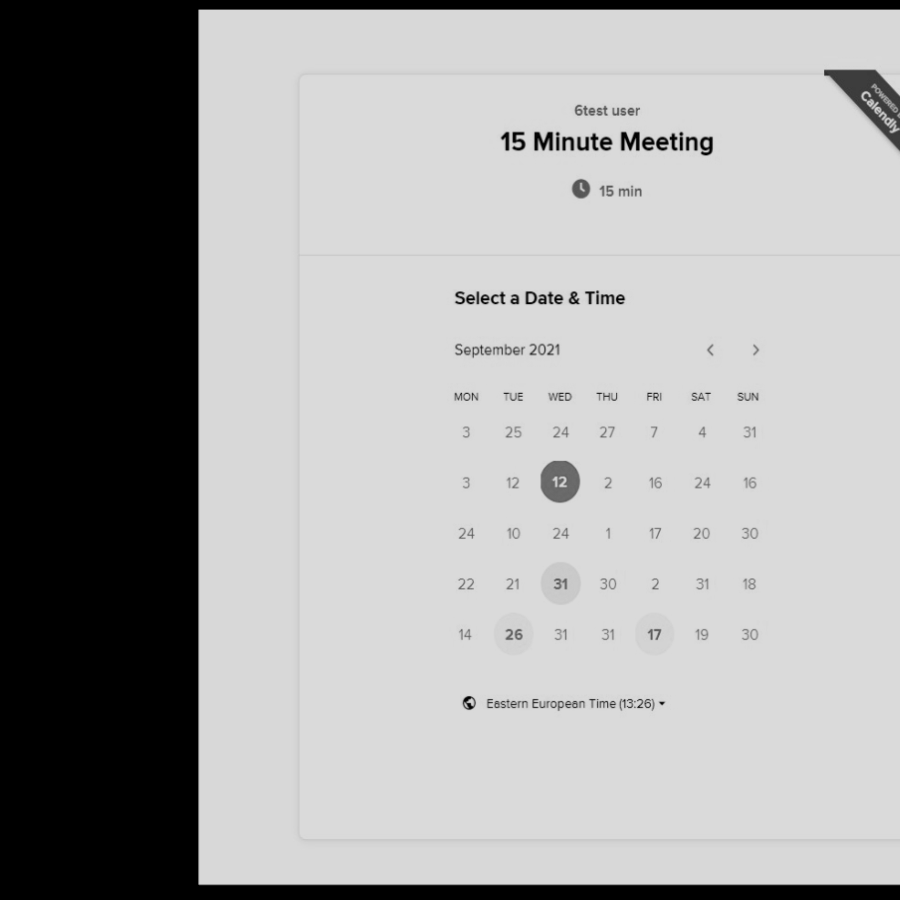 POWERED
Calendly
6test user
15 Minute Meeting
15 min
Select a Date & Time
September 2021
MON TUE WED THU FRI SAT SUN
3 25 24 27 7 4 31
3 12 12 2 16 24 16
24 10 24 1 17 20 30
22 21 31 30 2 31 18
14 26 31 31 17 19 30
Eastern European Time (13:26)